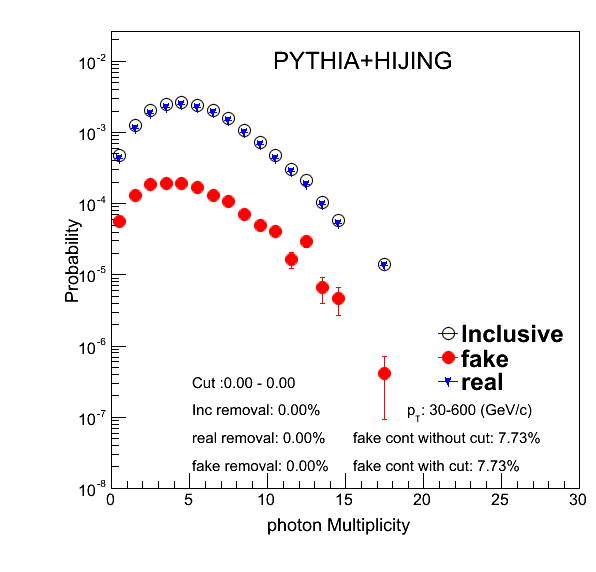 PYTHIA+HIJING
10-2
10-3
10-4
10-5
10-6
10-7
10-8
Probability
Inclusive
fake
real
Cut :0.00 - 0.00
Inc removal: 0.00%
pT: 30-600 (GeV/c)
real removal: 0.00%
fake cont without cut: 7.73%
fake removal: 0.00%
fake cont with cut: 7.73%
0 5 10 15 20 25 30
photon Multiplicity